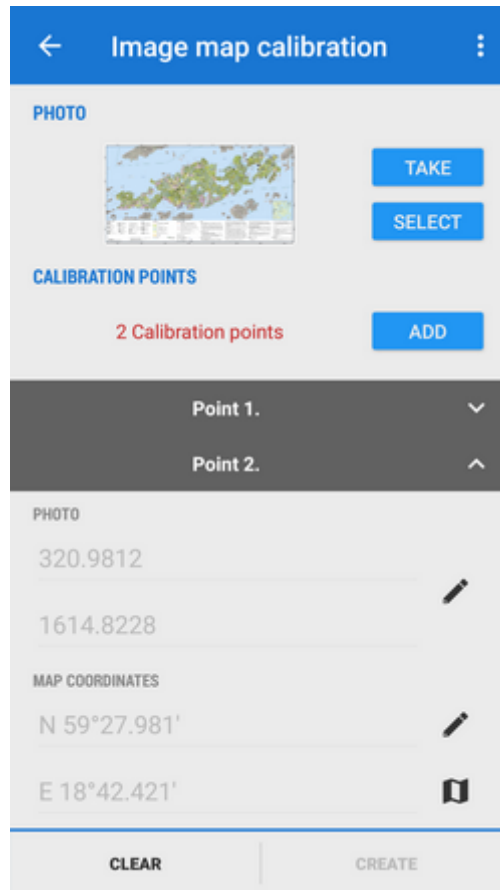 Image map calibration
PHOTO
TAKE
SELECT
CALIBRATION POINTS
2 Calibration points
ADD
Point 1.
Point 2.
PHOTO
320.9812
1614.8228
MAP COORDINATES
N 59°27.981'
E 18°42.421'
CLEAR
CREATE